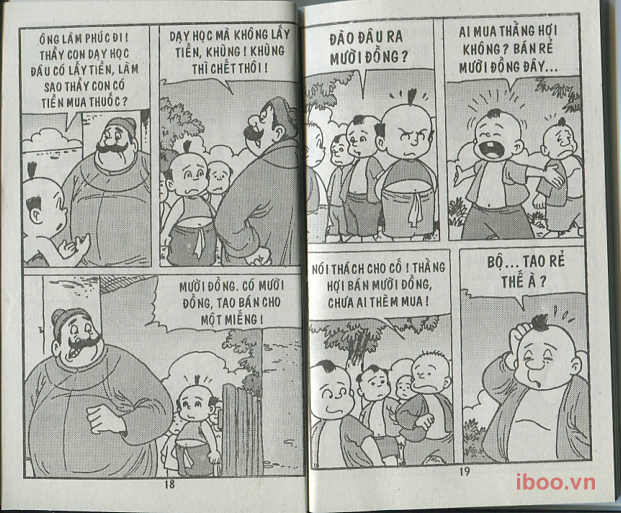 ÔNG LÀM PHÚC ĐI!
THẦY CON DẠY HỌC
ĐÂU CÓ LẤY TIỀN, LÀM
SAO THẦY CON CÓ
TIỀN MUA THUỐC?
DẠY HỌC MÀ KHÔNG LẤY
TIỀN, KHÙNG! KHÙNG
THÌ CHẾT THÔI!
MƯỜI ĐỒNG. CÓ MƯỜI
ĐỒNG, TAO BÁN CHO
MỘT MIẾNG!
18
ĐÀO ĐÂU RA
MƯỜI ĐỒNG?
AI MUA THẰNG HỢI
KHÔNG? BÁN RẺ
MƯỜI ĐỒNG ĐÂY...
NÓI THÁCH CHO CỐ! THẰNG
HỢI BÁN MƯỜI ĐỒNG,
CHƯA AI THÈM MUA!
BỘ... TAO RẺ
THẾ À?
19
iboo.vn